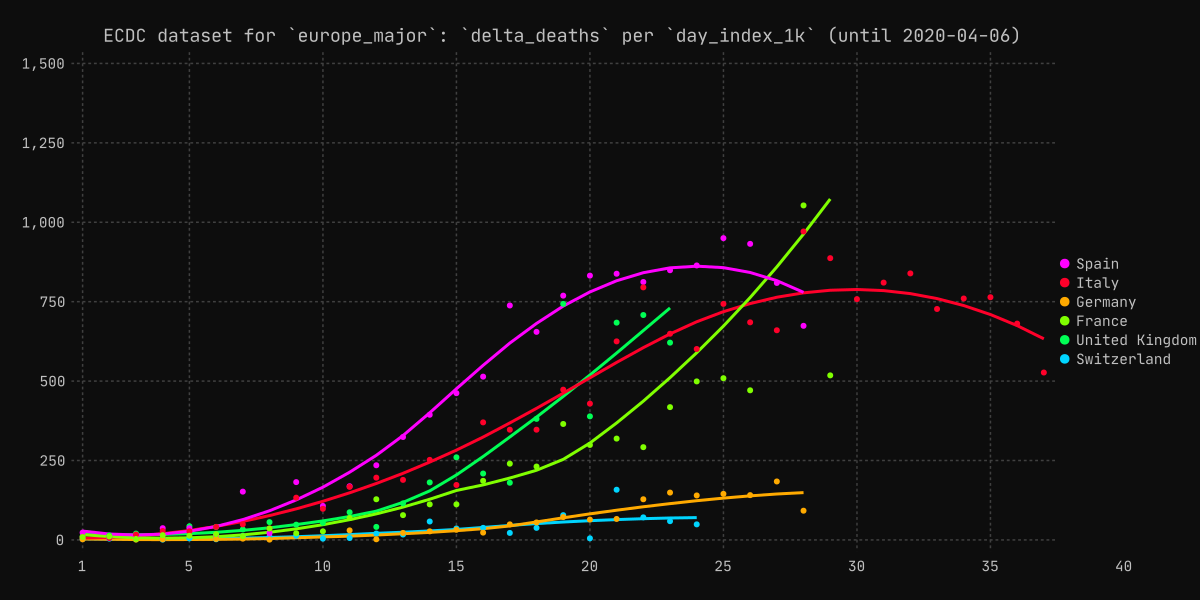 ECDC dataset for `europe_major`: `delta_deaths` per `day_index_1k` (until 2020-04-06)
1,500
1,250
1,000
750
500
250
0
1 5 10 15 20 25 30 35 40
Spain
Italy
Germany
France
United Kingdom
Switzerland